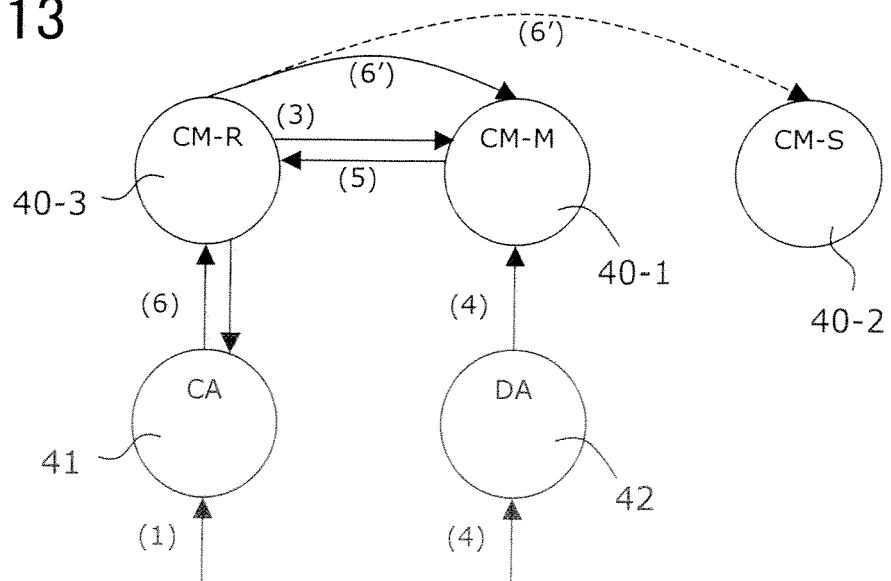 13
(6')
(6')
CM-R
(3)
CM-M
CM-S
(5)
40-3
40-1
40-2
(6)
(4)
CA
DA
41
42
(1)
(4)